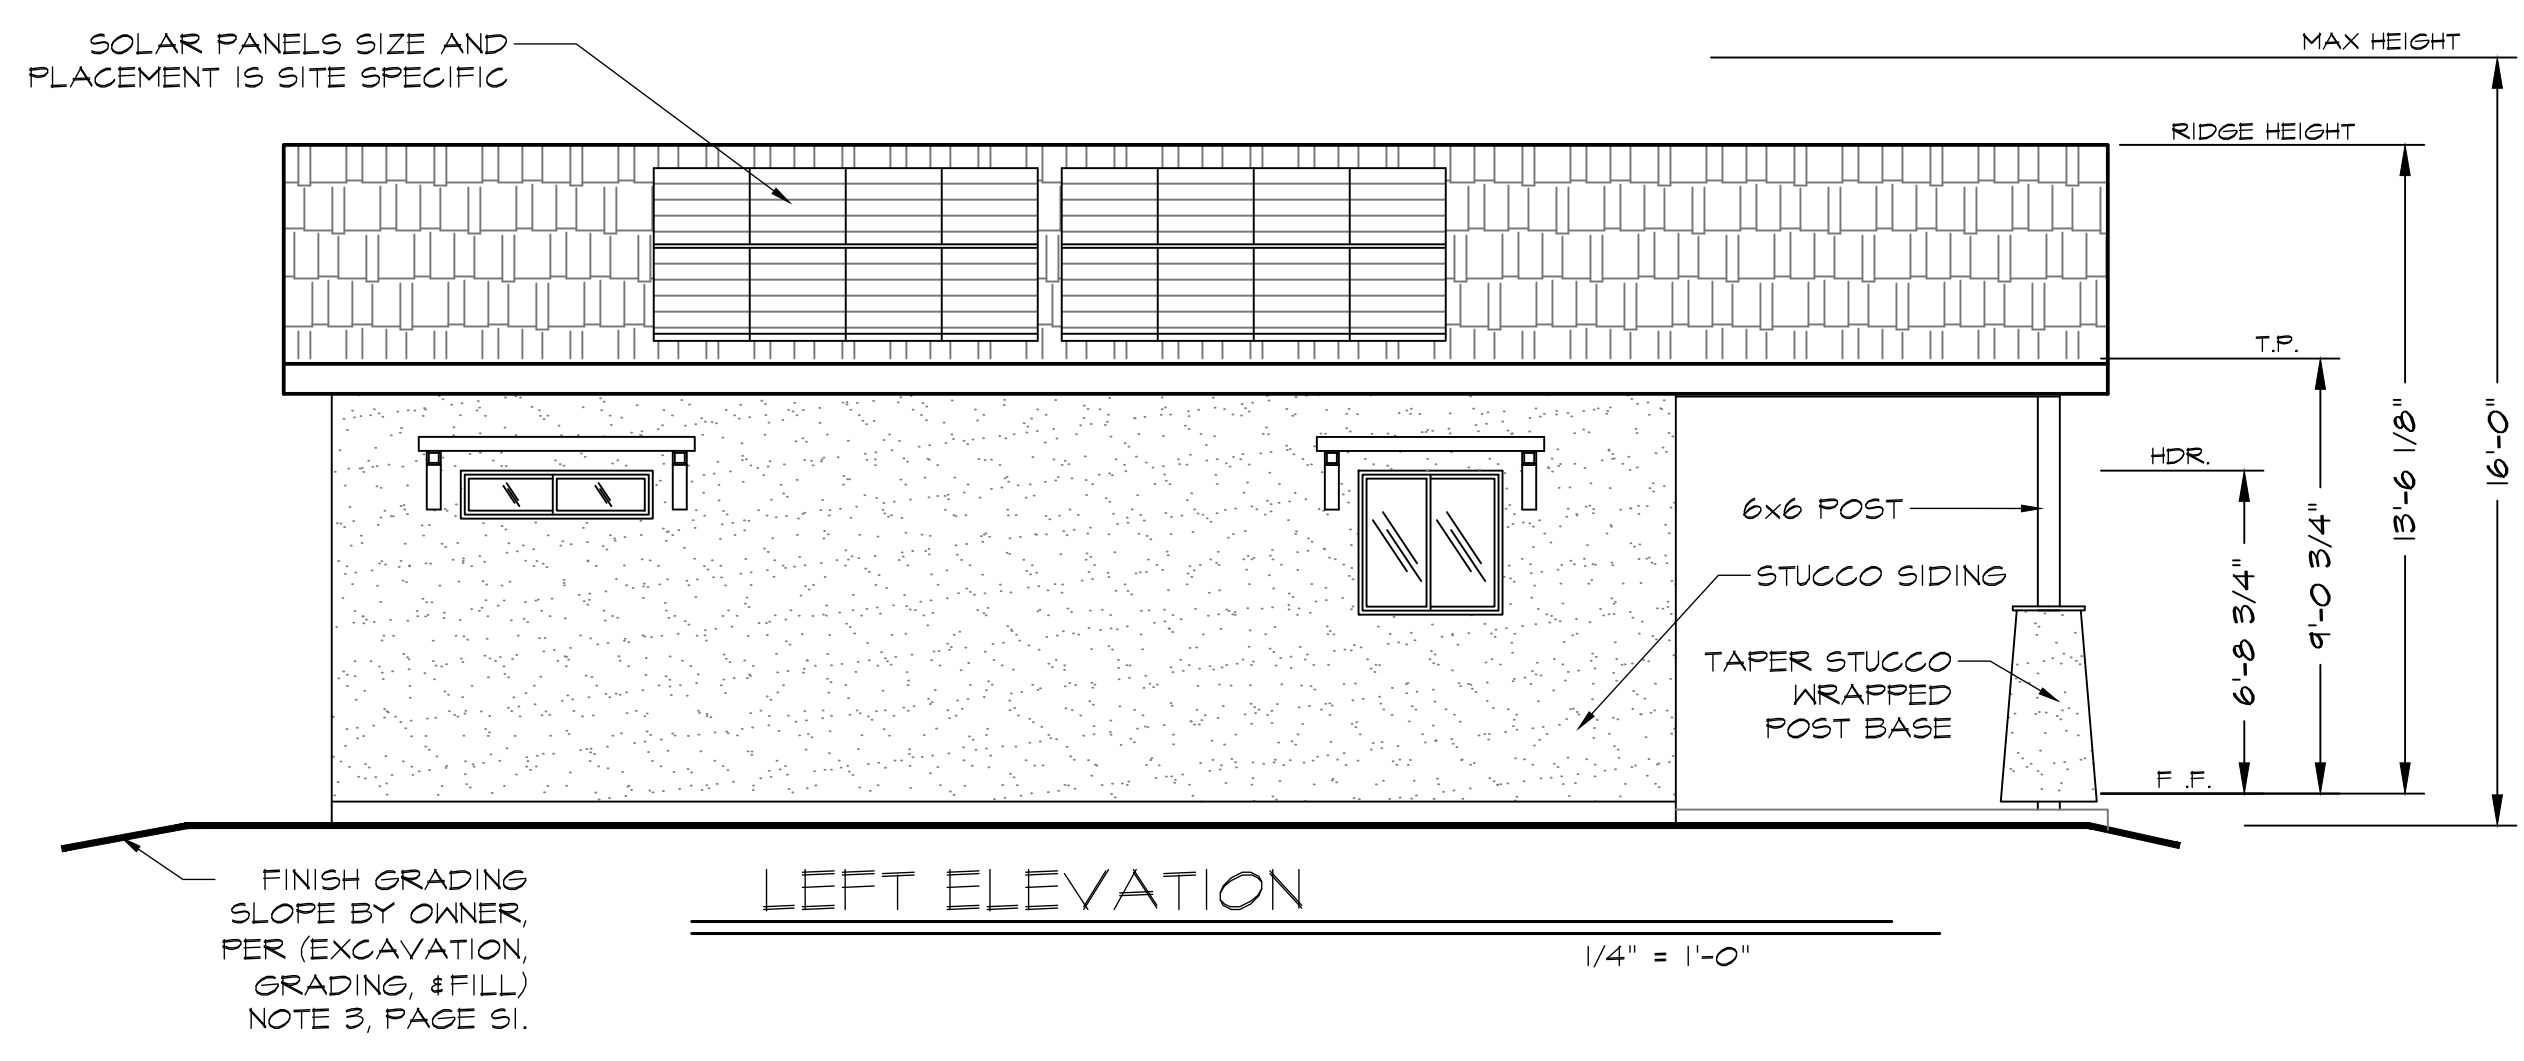 SOLAR PANELS SIZE AND
PLACEMENT IS SITE SPECIFIC
MAX HEIGHT
RIDGE HEIGHT
T.P.
HDR.
F.F.
6'-8 3/4"
9'-0 3/4"
13'-6 1/8"
16'-0"
6x6 POST
STUCCO SIDING
TAPER STUCCO
WRAPPED
POST BASE
FINISH GRADING
SLOPE BY OWNER,
PER (EXCAVATION,
GRADING, & FILL)
NOTE 3, PAGE S1.
LEFT ELEVATION
1/4" = 1'-0"